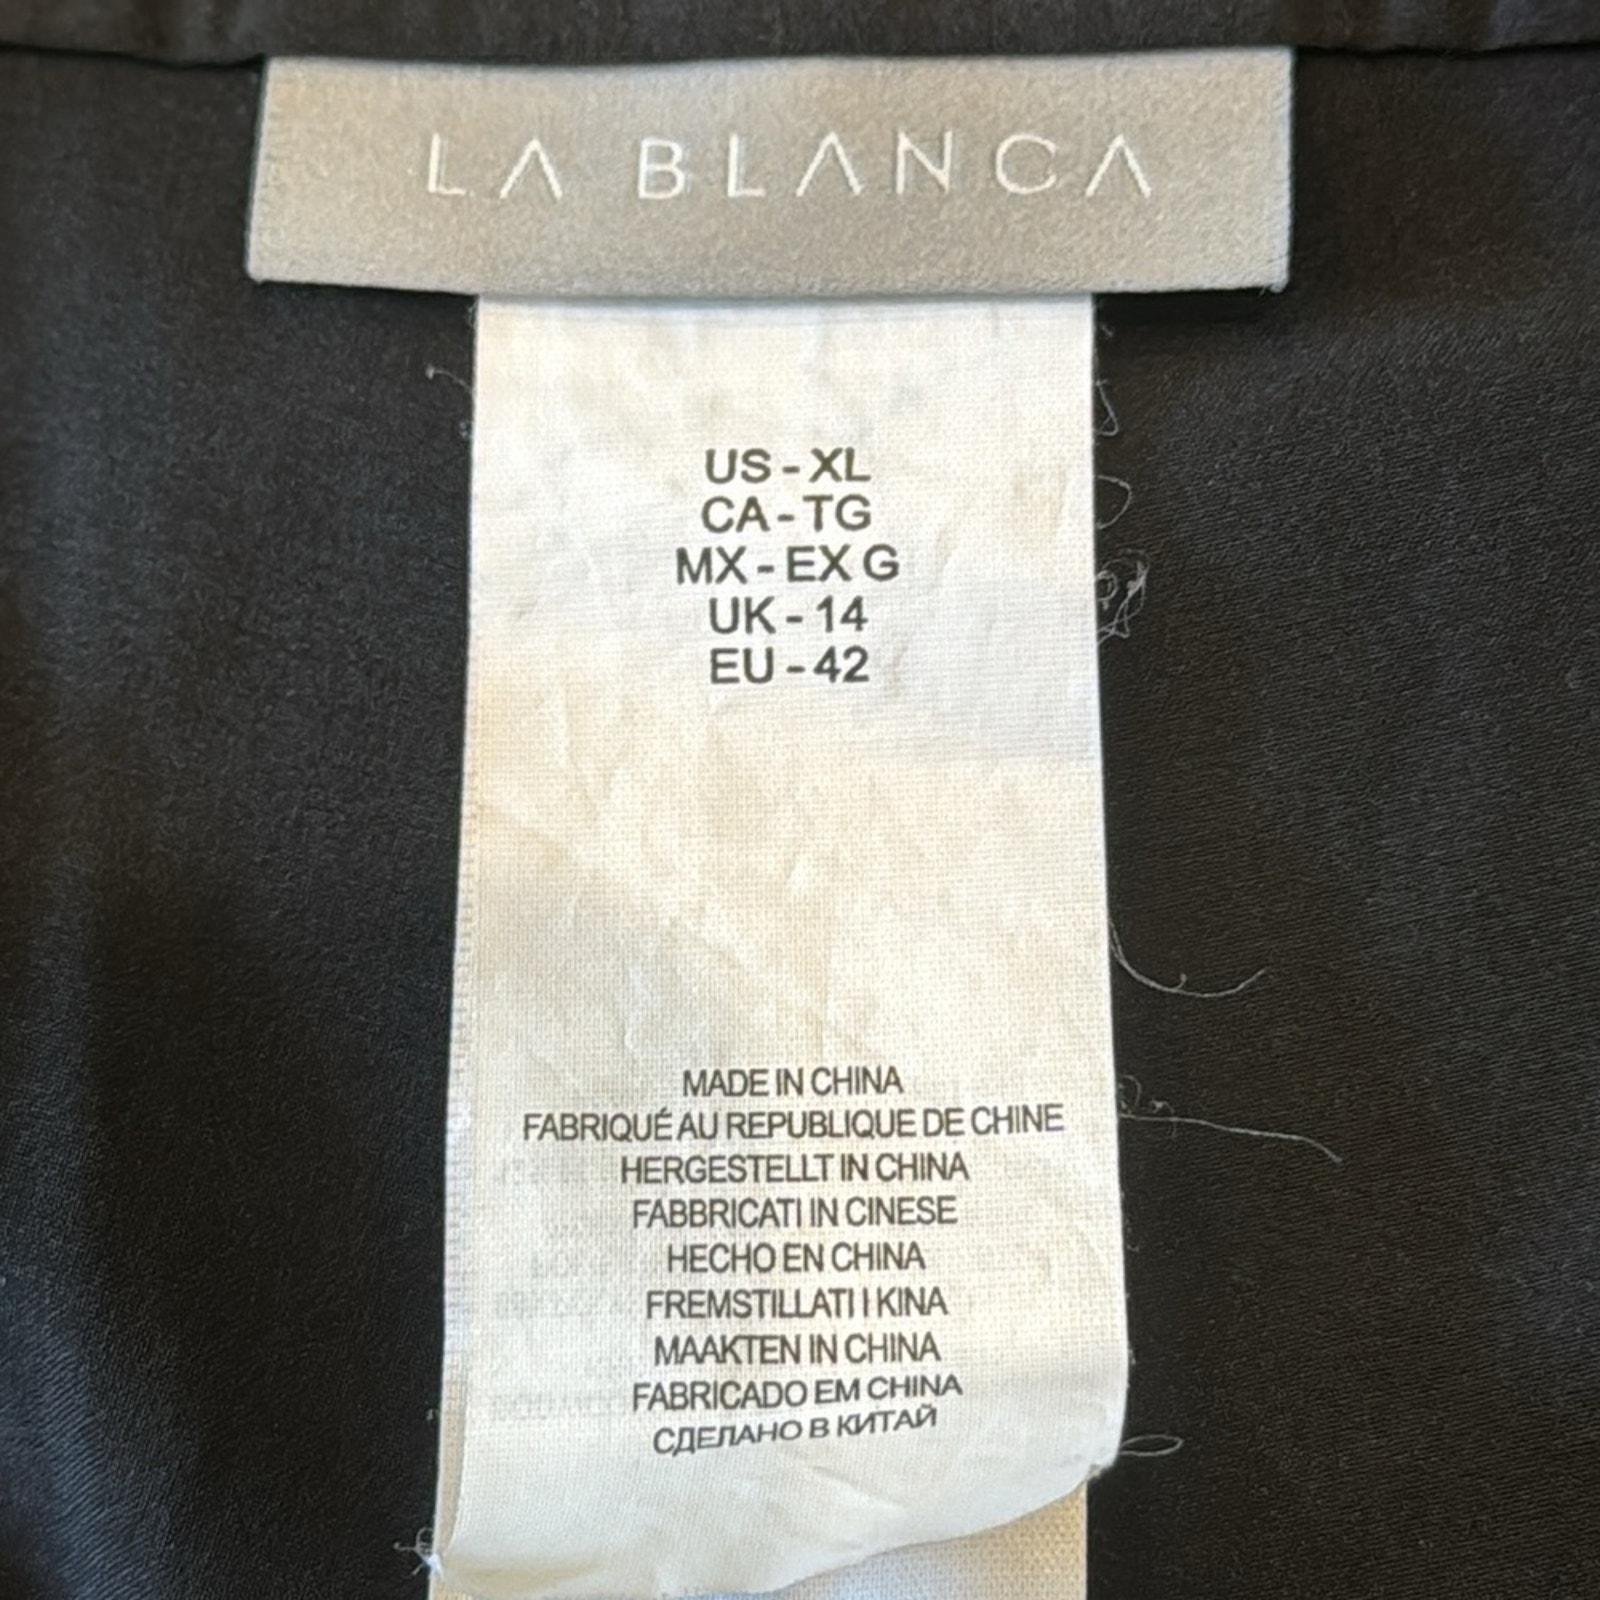 LA BLANCA
US - XL
CA - TG
MX - EX G
UK - 14
EU - 42
MADE IN CHINA
FABRIQUÉ AU REPUBLIQUE DE CHINE
HERGESTELLT IN CHINA
FABBRICATI IN CINESE
HECHO EN CHINA
FREMSTILLATI I KINA
MAAKTEN IN CHINA
FABRICADO EM CHINA
СДЕЛАНО В КИТАЙ